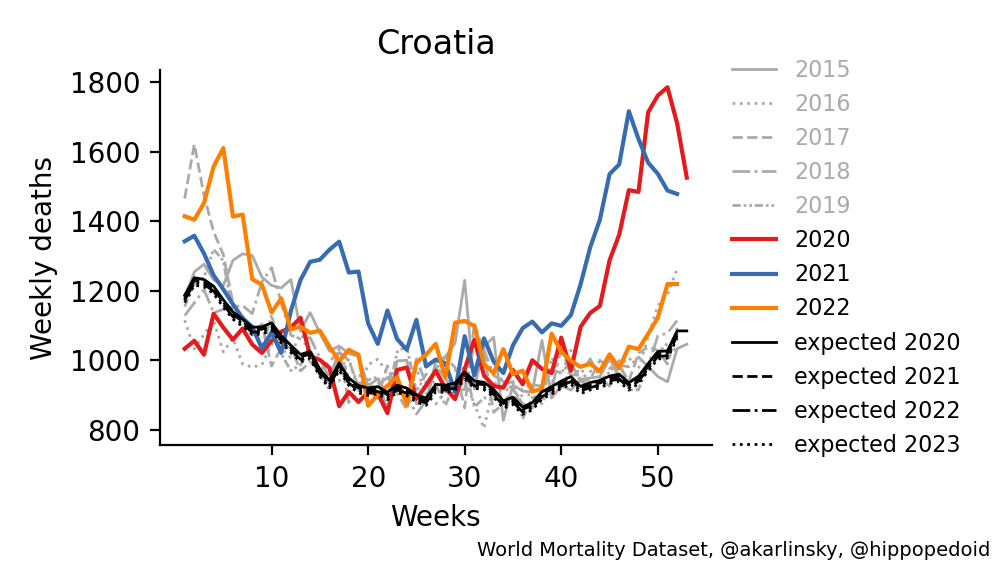 Croatia
1800
1600
1400
1200
1000
800
Weekly deaths
10
20
30
40
50
Weeks
2015
2016
2017
2018
2019
2020
2021
2022
expected 2020
expected 2021
expected 2022
expected 2023
World Mortality Dataset, @akarlinsky, @hippopedoid